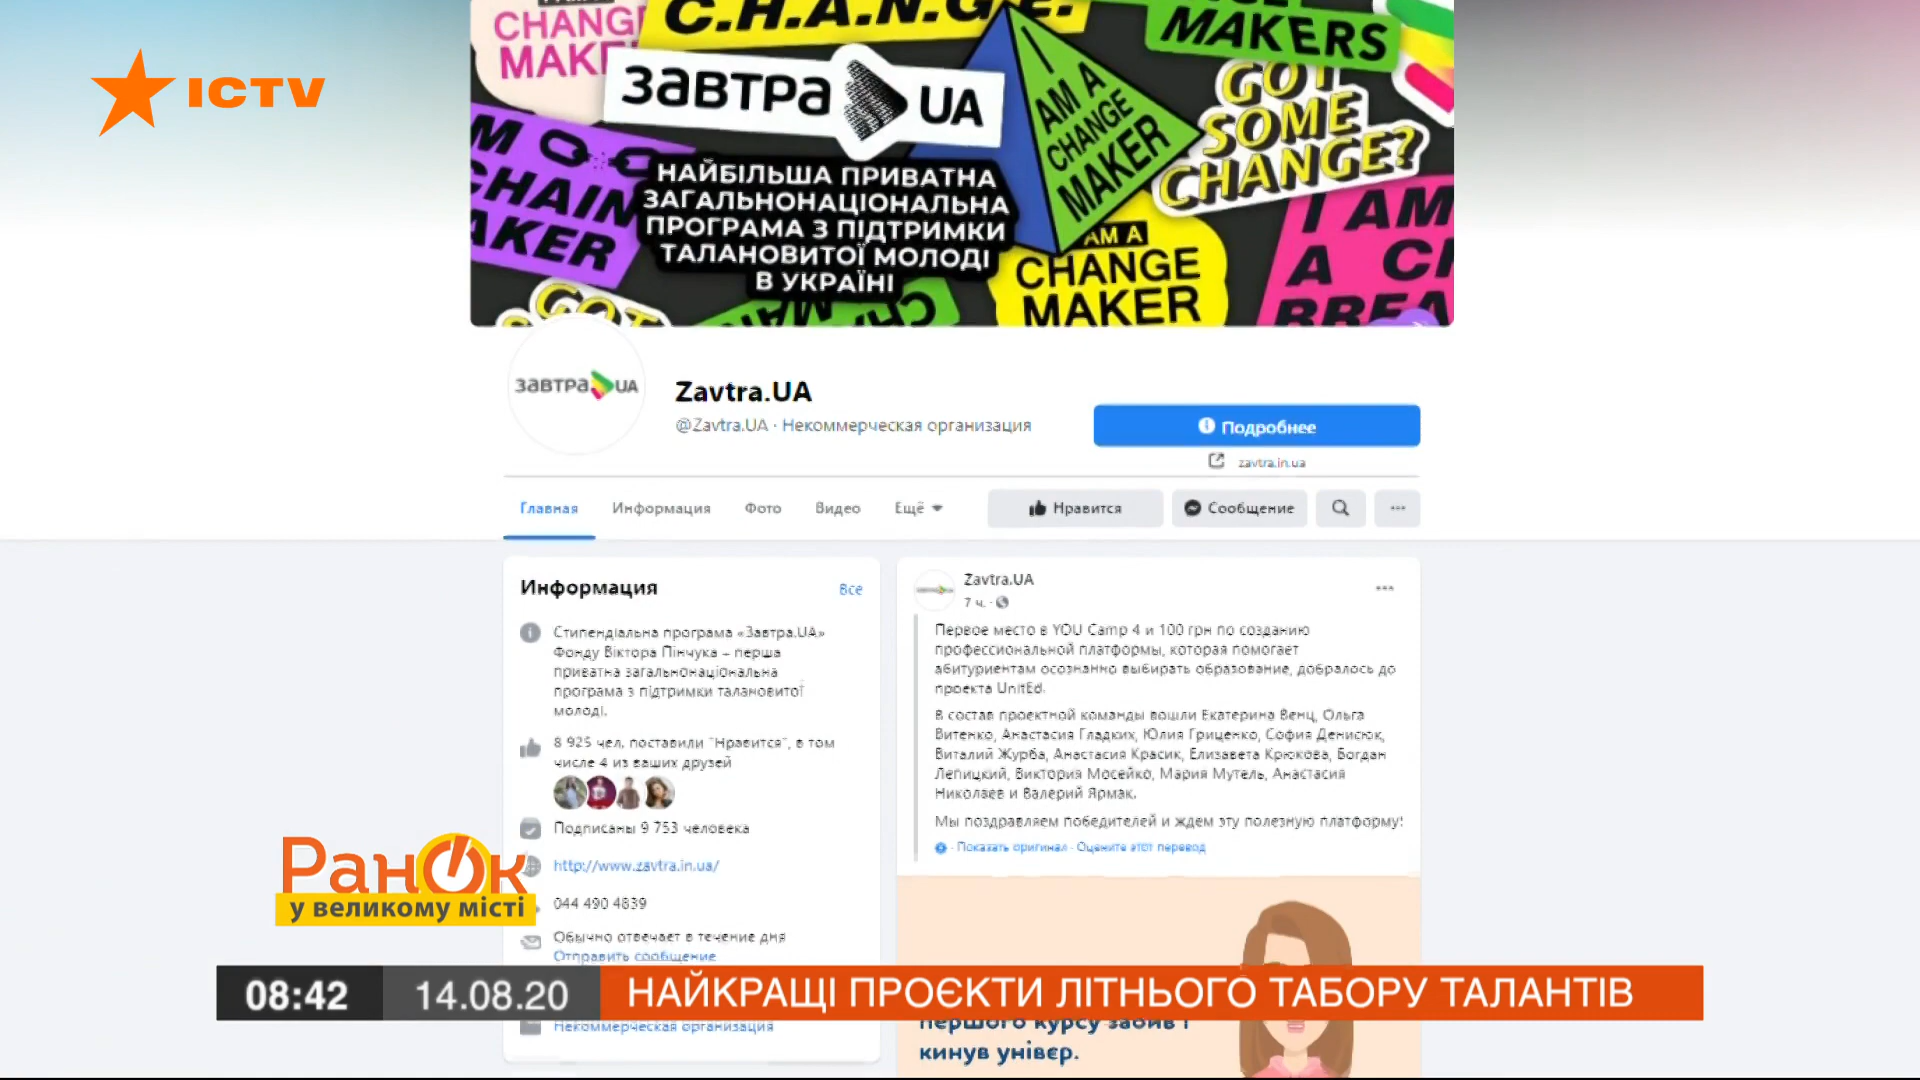 ICTV
CHANG
MAKE
C.H.A.N.G.E.
MAKERS
ЗАВТРА UA
I
AM A
CHANGE
MAKER
GOT
SOME
CHANGE?
НАЙБІЛЬША ПРИВАТНА
ЗАГАЛЬНОНАЦІОНАЛЬНА
ПРОГРАМА З ПІДТРИМКИ
ТАЛАНОВИТОЇ МОЛОДІ
В УКРАЇНІ
CHAIN
AKER
AM A
CHANGE
MAKER
I AM
A C
BREA
GOT
завтра UA
Zavtra.UA
@Zavtra.UA · Некоммерческая организация
Подробнее
zavtra.in.ua
Главная Информация Фото Видео Ещё
Нравится Сообщение
Информация Все
Стипендіальна програма «Завтра.UA»
Фонду Віктора Пінчука – перша
приватна загальнонаціональна
програма з підтримки талановитої
молоді.
8 925 чел. поставили "Нравится", в том
числе 4 из ваших друзей
Подписаны 9 753 человека
http://www.zavtra.in.ua/
044 490 4839
Обычно отвечает в течение дня
Отправить сообщение
Некоммерческая организация
Zavtra.UA
7 ч. ·
Первое место в YOU Camp 4 и 100 грн по созданию
профессиональной платформы, которая помогает
абитуриентам осознанно выбирать образование, добралось до
проекта UnitEd.
В состав проектной команды вошли Екатерина Венц, Ольга
Витенко, Анастасия Гладких, Юлия Гриценко, София Денисюк,
Виталий Журба, Анастасия Красик, Елизавета Крюкова, Богдан
Лепицкий, Виктория Мосейко, Мария Мутель, Анастасия
Николаев и Валерий Ярмак.
Мы поздравляем победителей и ждем эту полезную платформу!
· Показать оригинал · Оцените этот перевод
першого курсу забив і
кинув універ.
Ранок
у великому місті
08:42 14.08.20 НАЙКРАЩІ ПРОЄКТИ ЛІТНЬОГО ТАБОРУ ТАЛАНТІВ